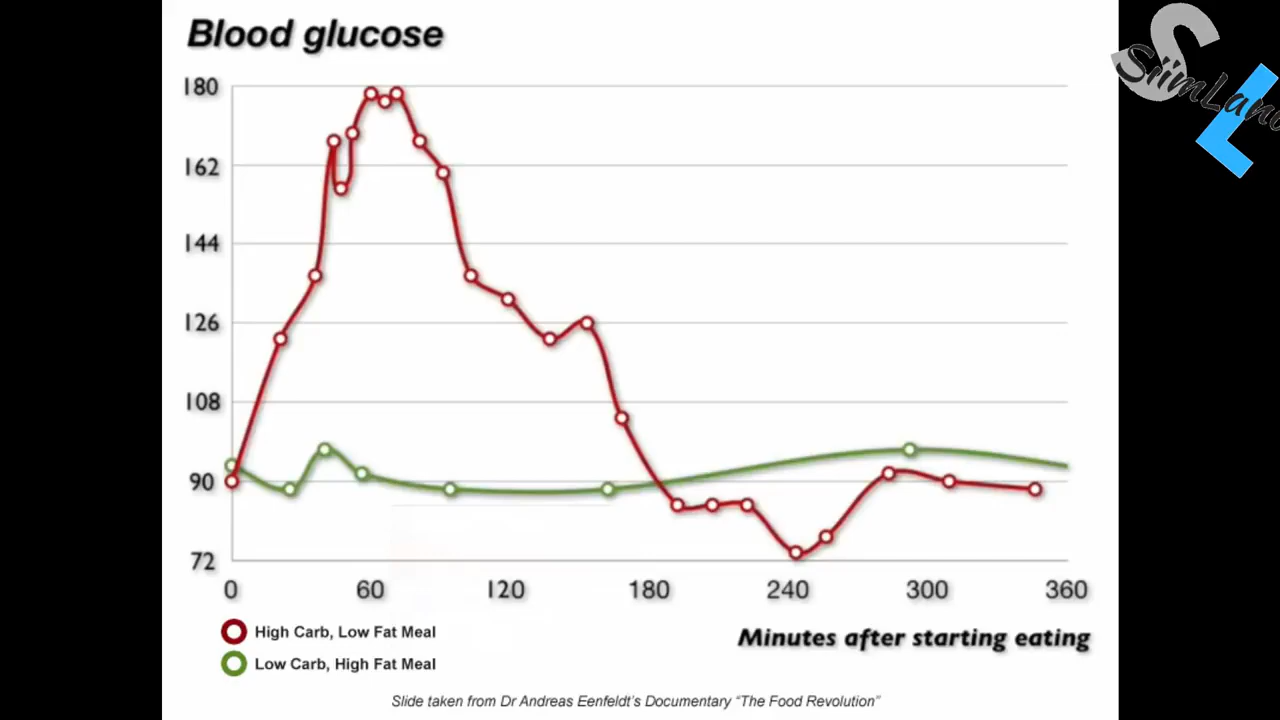 Blood glucose
SiimLand
180
162
144
126
108
90
72
0 60 120 180 240 300 360
High Carb, Low Fat Meal
Minutes after starting eating
Low Carb, High Fat Meal
Slide taken from Dr Andreas Eenfeldt's Documentary “The Food Revolution”